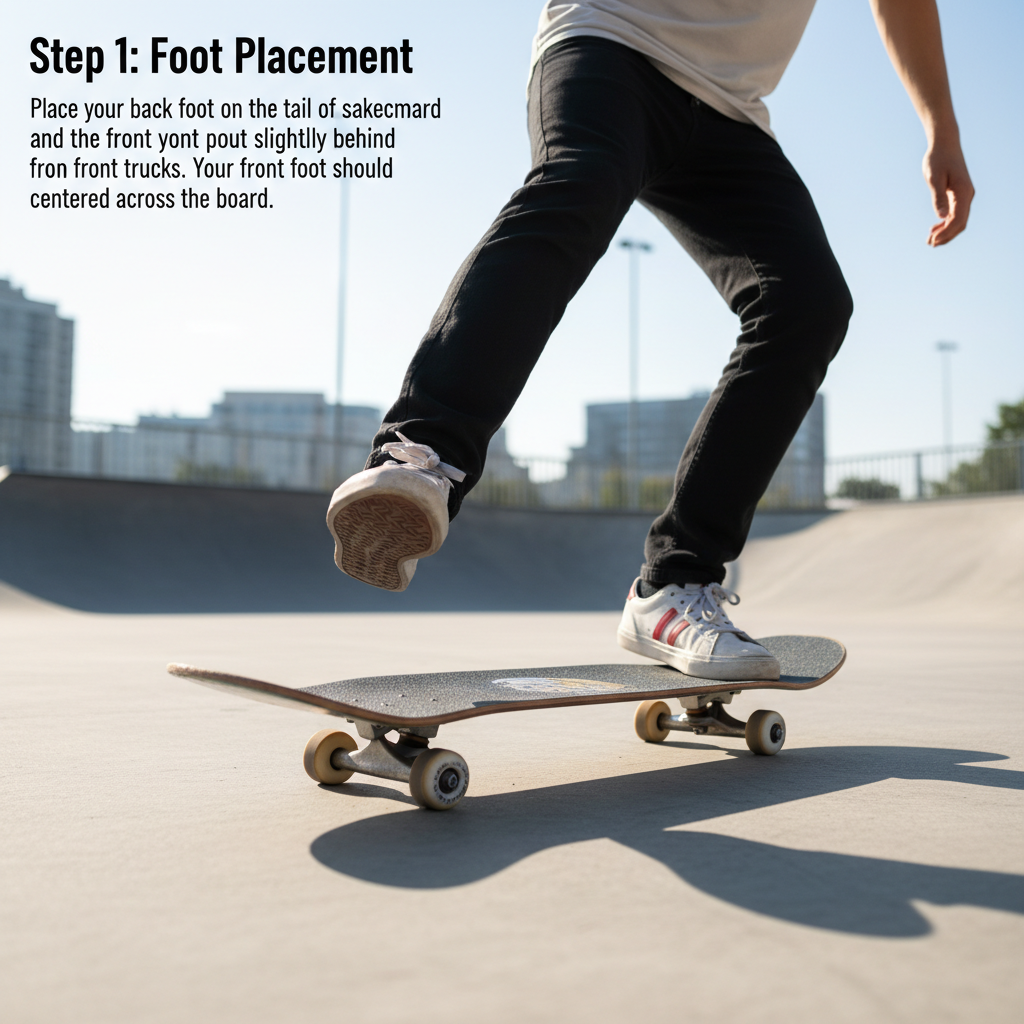 Step 1: Foot Placement
Place your back foot on the tail of sakecmard
and the front yont pout slightlly behind
fron front trucks. Your front foot should
centered across the board.